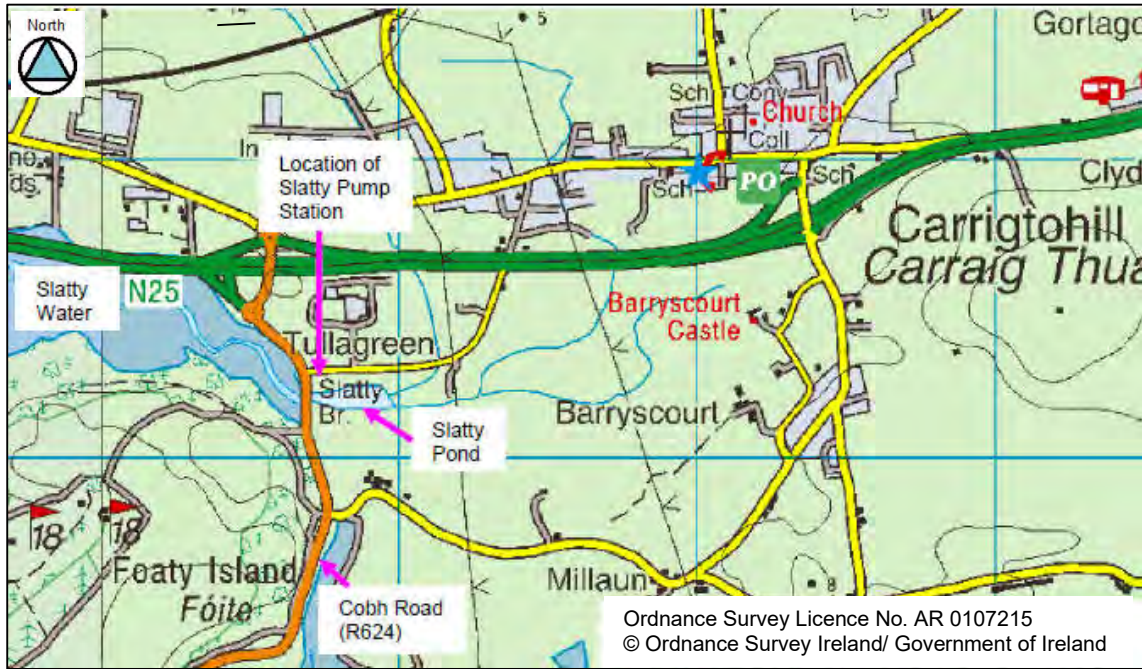 North
5
Gortago
Sch
Conv
Church
Coll
In
Location of
Slatty Pump
Station
ds.
Sch
PO
Sch
Clyd
Carrigtohill
Carraig Thua
Slatty
Water
N25
Barryscourt
Castle
Tullagreen
Slatty
Br.
Slatty
Pond
Barryscourt
18
18
Foaty Island
Fóite
Millaun
8
Cobh Road
(R624)
Ordnance Survey Licence No. AR 0107215
© Ordnance Survey Ireland/ Government of Ireland